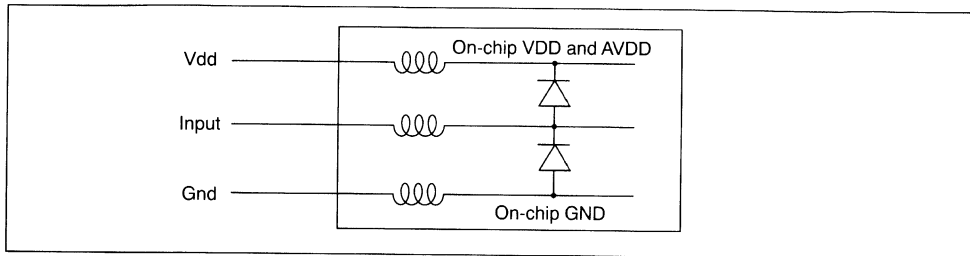 On-chip VDD and AVDD
Vdd
Input
Gnd
On-chip GND